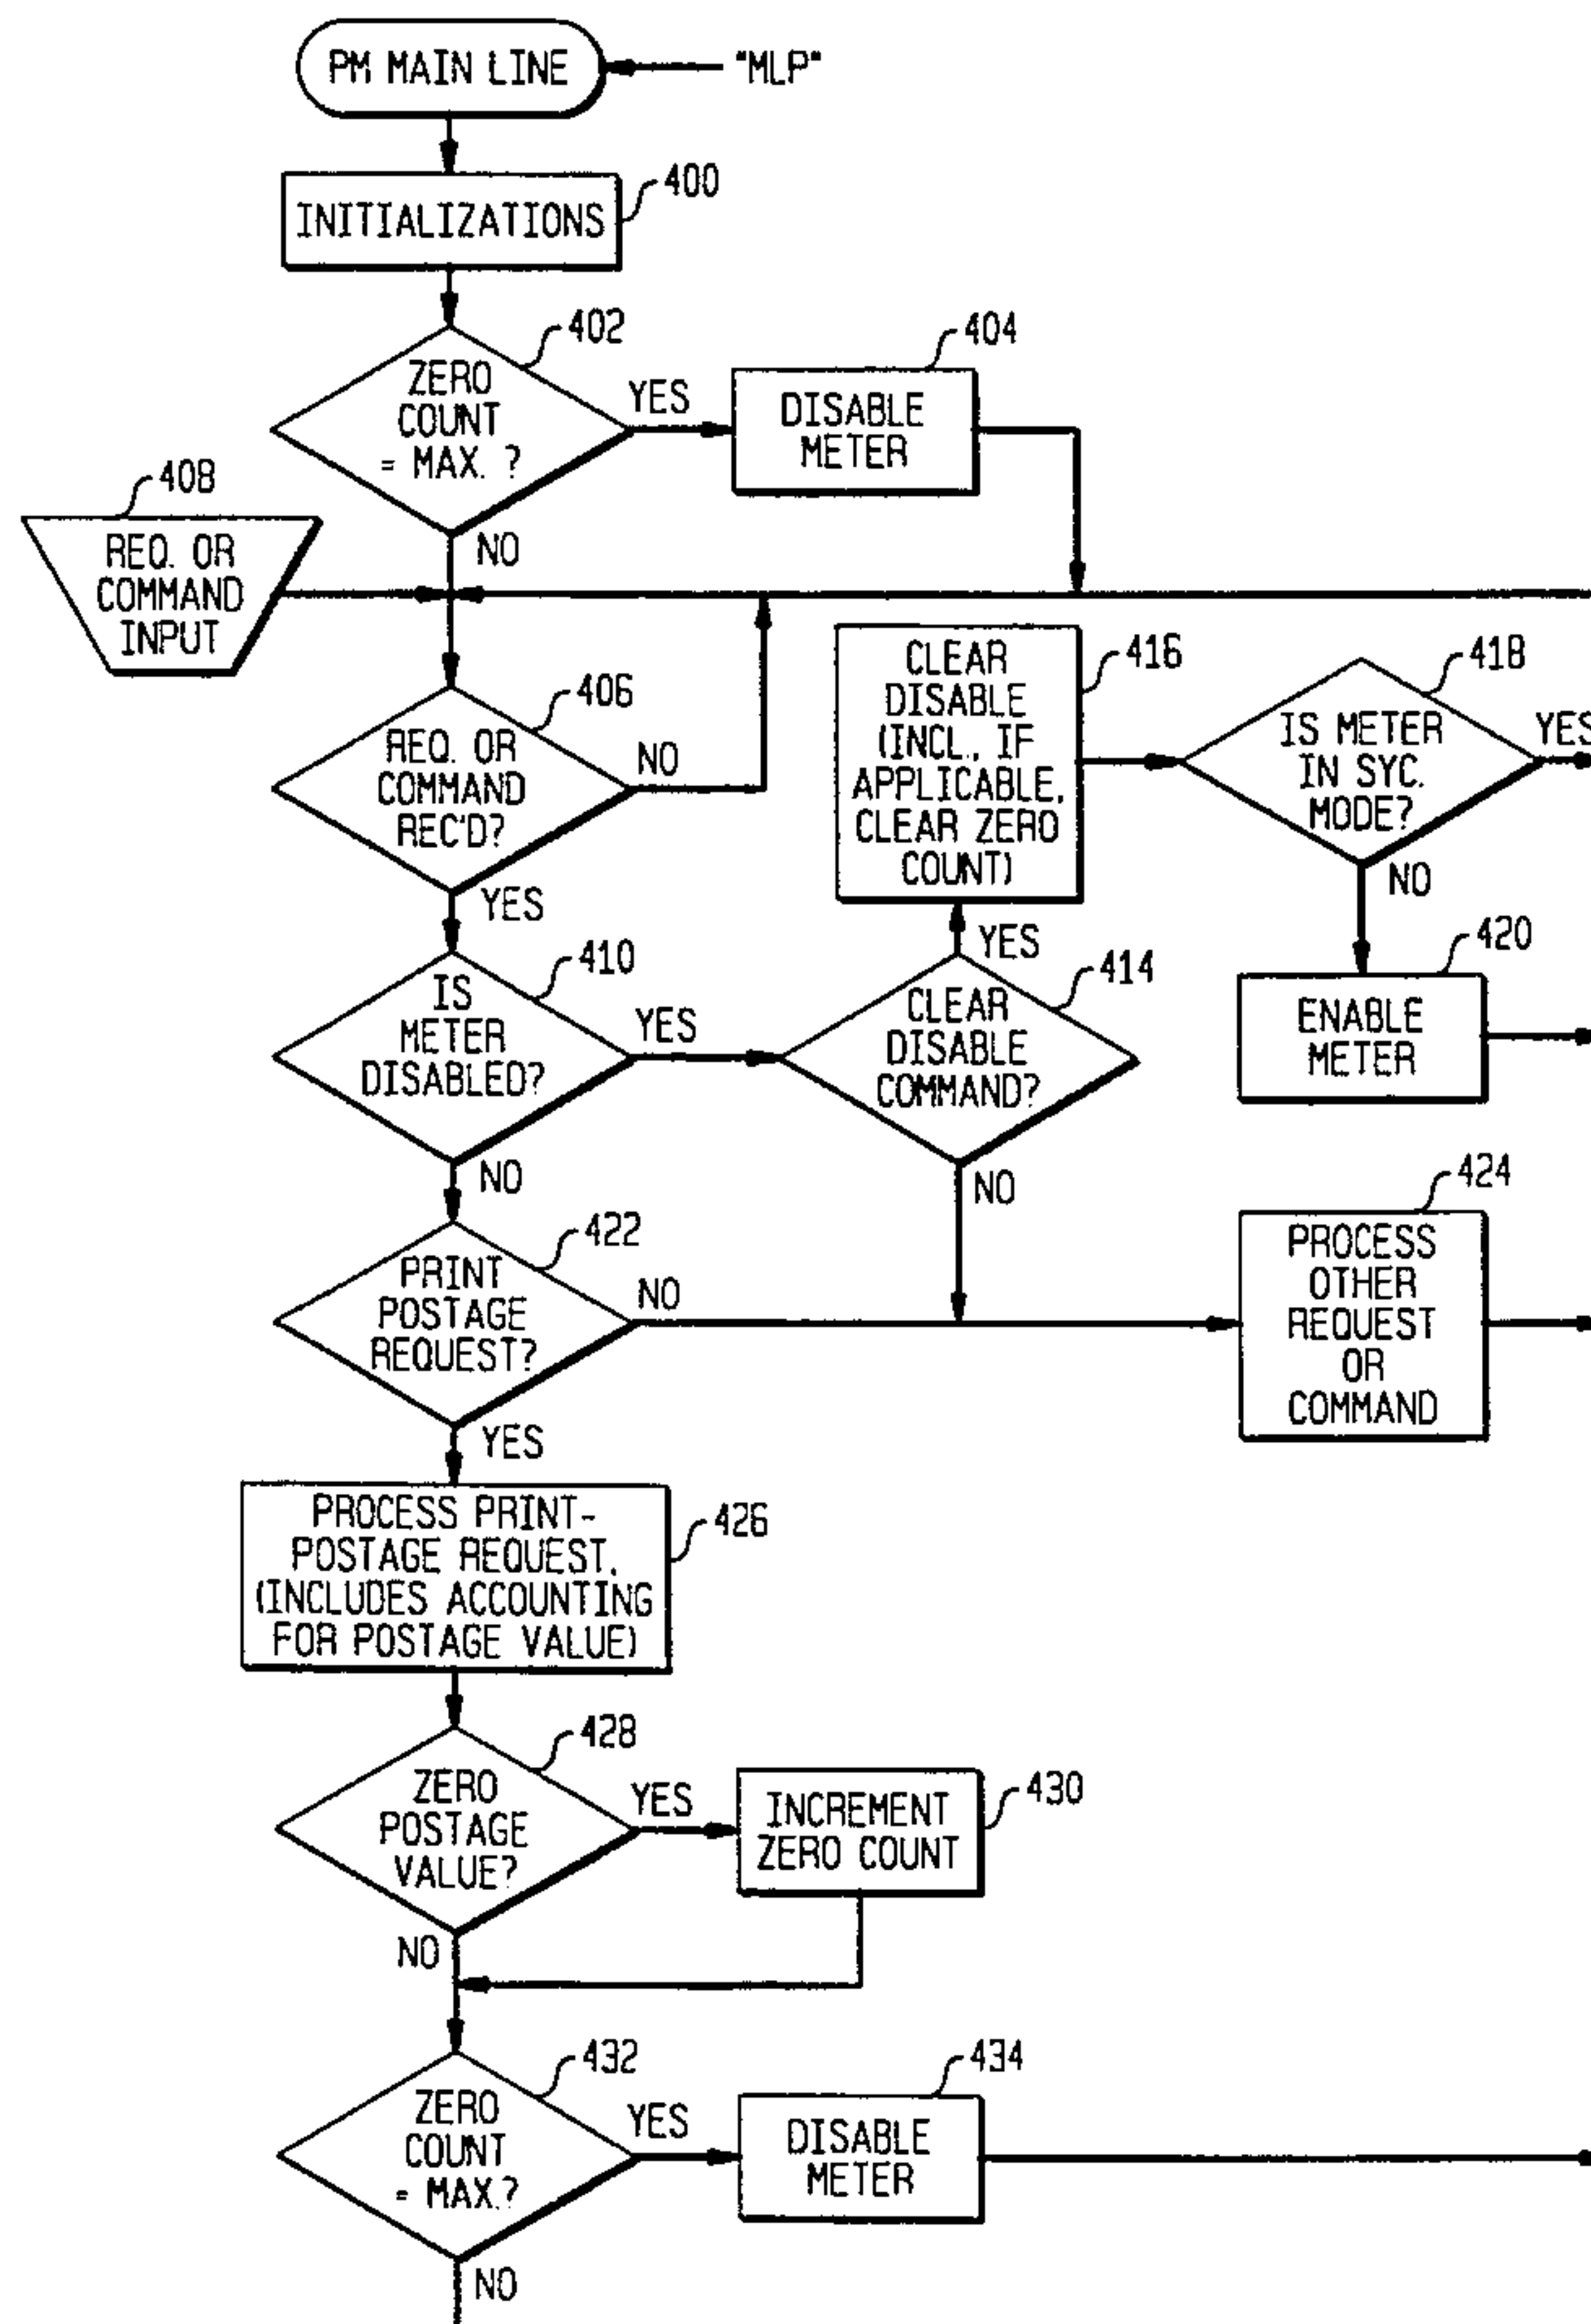 PM MAIN LINE
"MLP"
INITIALIZATIONS
400
ZERO
COUNT
= MAX. ?
402
YES
DISABLE
METER
404
NO
REQ. OR
COMMAND
INPUT
408
REQ. OR
COMMAND
REC'D?
406
NO
YES
CLEAR
DISABLE
(INCL., IF
APPLICABLE,
CLEAR ZERO
COUNT)
416
IS METER
IN SYC.
MODE?
418
YES
NO
ENABLE
METER
420
IS
METER
DISABLED?
410
YES
NO
CLEAR
DISABLE
COMMAND?
414
YES
NO
PRINT
POSTAGE
REQUEST?
422
NO
YES
PROCESS
OTHER
REQUEST
OR
COMMAND
424
PROCESS PRINT-
POSTAGE REQUEST.
(INCLUDES ACCOUNTING
FOR POSTAGE VALUE)
426
ZERO
POSTAGE
VALUE?
428
YES
INCREMENT
ZERO COUNT
430
NO
ZERO
COUNT
= MAX.?
432
YES
DISABLE
METER
434
NO